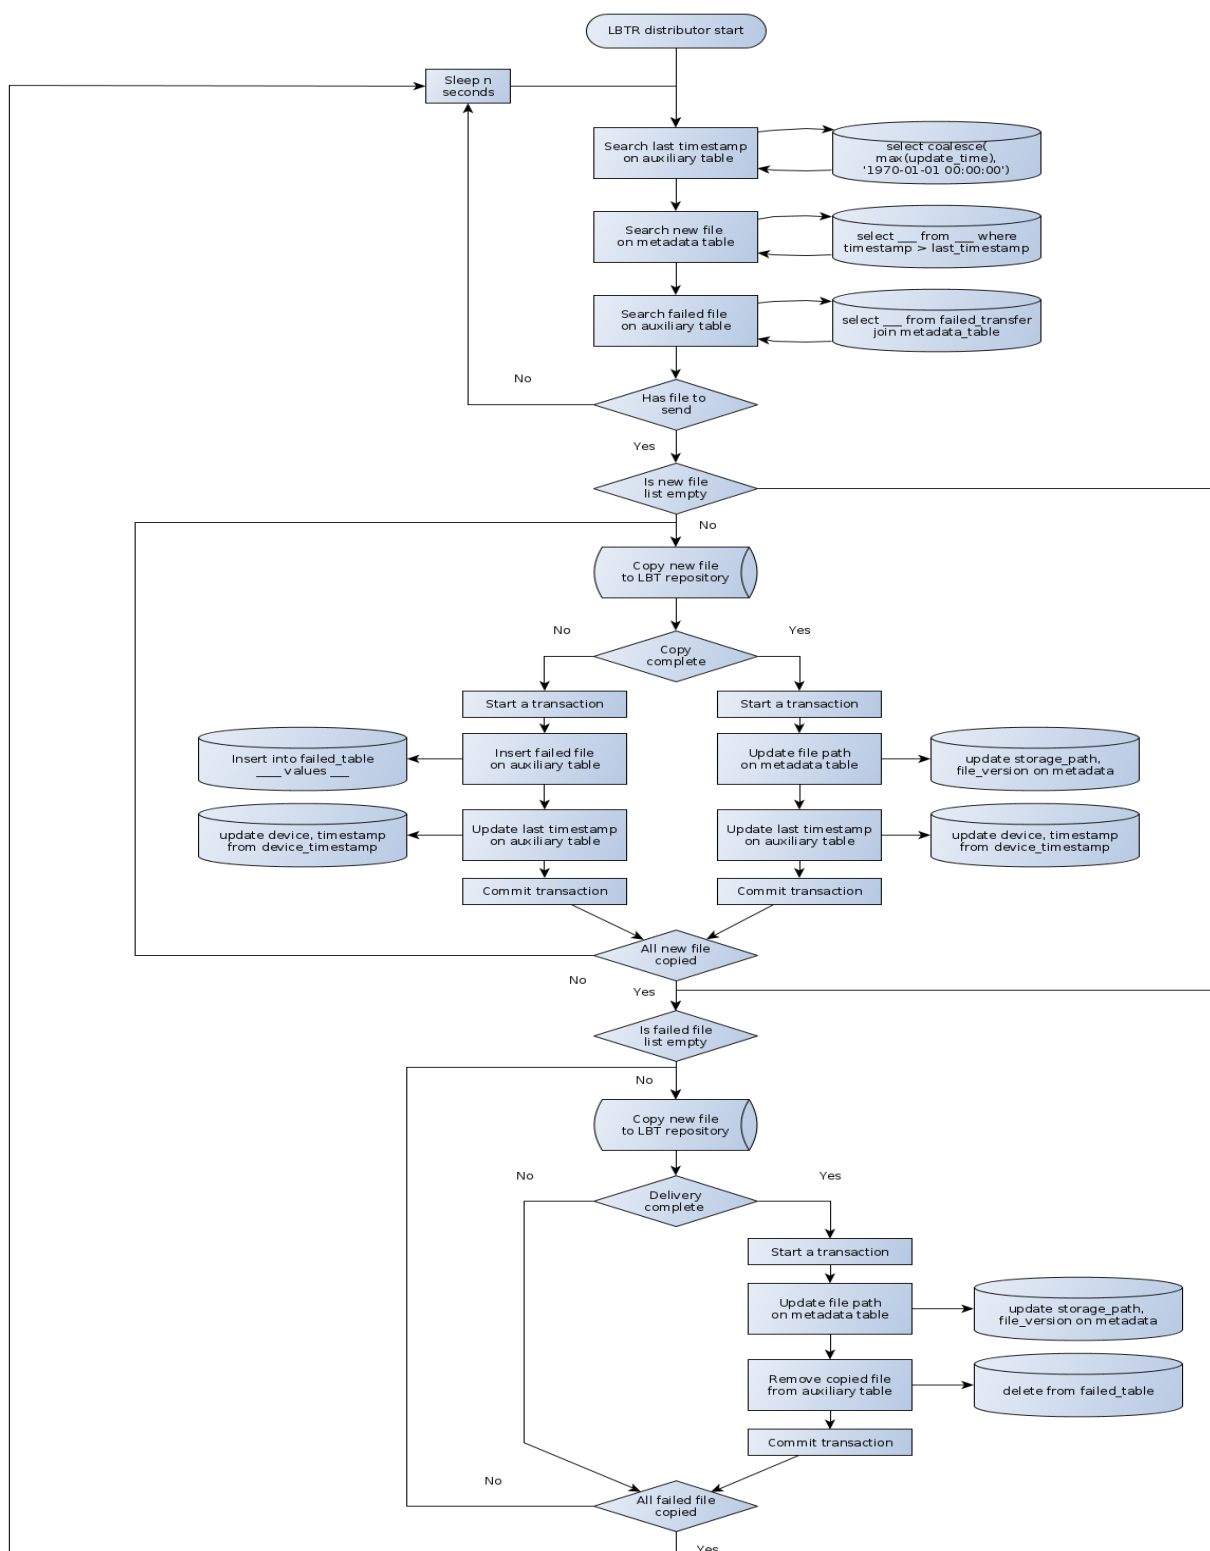 LBTR distributor start
Sleep n
seconds
Search last timestamp
on auxiliary table
select coalesce(
max(update_time),
'1970-01-01 00:00:00')
Search new file
on metadata table
select ___ from ___ where
timestamp > last_timestamp
Search failed file
on auxiliary table
select ___ from failed_transfer
join metadata_table
No
Has file to
send
Yes
Is new file
list empty
No
Copy new file
to LBT repository
No
Yes
Copy
complete
Start a transaction
Start a transaction
Insert into failed_table
____ values ___
Insert failed file
on auxiliary table
Update file path
on metadata table
update storage_path,
file_version on metadata
update device, timestamp
from device_timestamp
Update last timestamp
on auxiliary table
Update last timestamp
on auxiliary table
update device, timestamp
from device_timestamp
Commit transaction
Commit transaction
All new file
copied
No
Yes
Is failed file
list empty
No
Copy new file
to LBT repository
No
Yes
Delivery
complete
Start a transaction
Update file path
on metadata table
update storage_path,
file_version on metadata
Remove copied file
from auxiliary table
delete from failed_table
Commit transaction
No
All failed file
copied
Yes